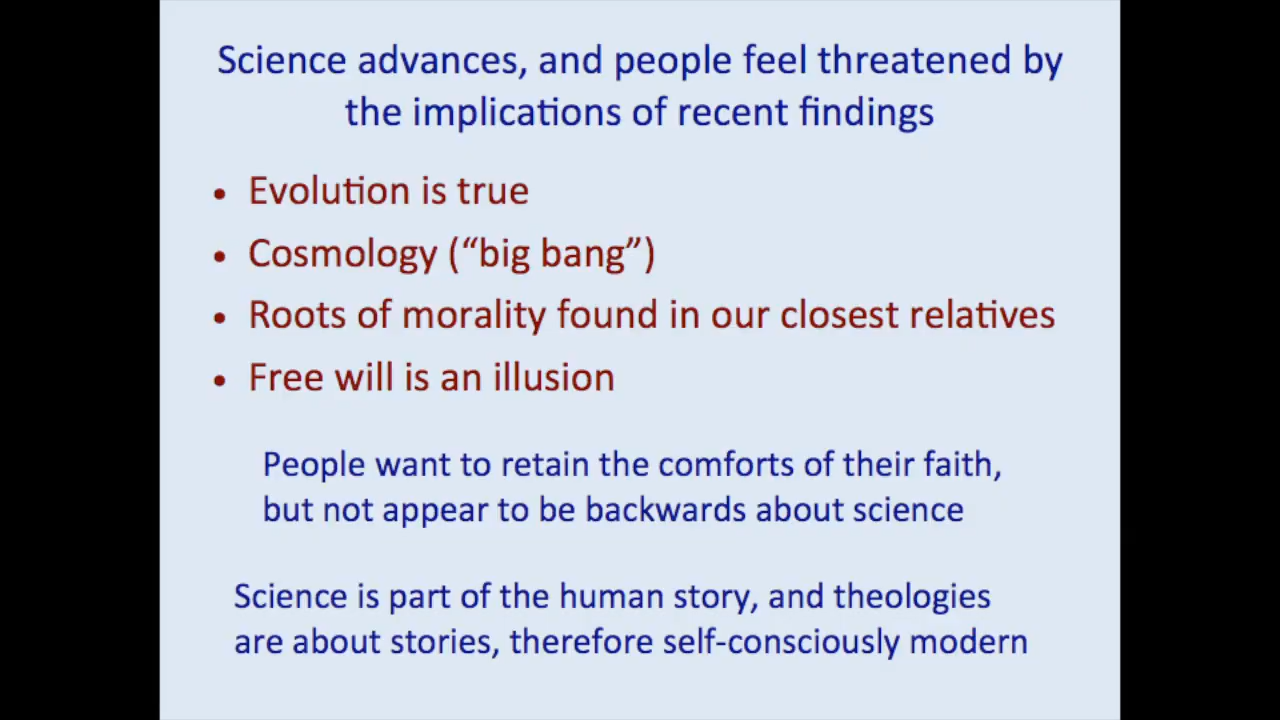 Science advances, and people feel threatened by
the implications of recent findings
• Evolution is true
• Cosmology (“big bang”)
• Roots of morality found in our closest relatives
• Free will is an illusion
People want to retain the comforts of their faith,
but not appear to be backwards about science
Science is part of the human story, and theologies
are about stories, therefore self-consciously modern